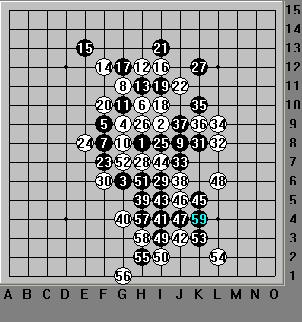 15
14
15 21 13
14 17 12 16 27 12
8 13 19 22 11
20 11 6 18 35 10
5 4 26 2 37 36 34 9
24 7 10 1 25 9 31 32 8
23 52 28 44 33 7
30 3 51 29 38 48 6
39 43 46 45 5
40 57 41 47 59 4
58 49 42 53 3
55 50 54 2
56 1
A B C D E F G H I J K L M N O